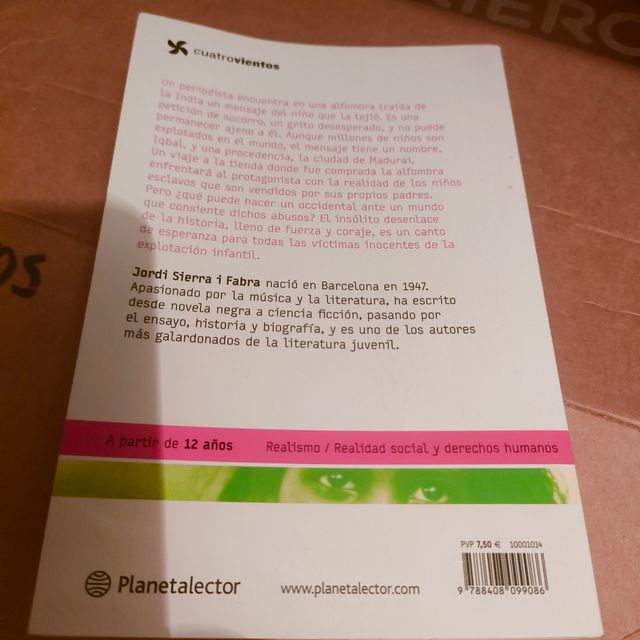 cuatrovientos
Un periodista encuentra en una alfombra traída de
la India un mensaje del niño que la tejió. Es una
petición de socorro, un grito desesperado, y no puede
permanecer ajeno a él. Aunque millones de niños son
explotados en el mundo, el mensaje tiene un nombre,
Iqbal, y una procedencia, la ciudad de Madurai.
Un viaje a la tienda donde fue comprada la alfombra
enfrentará al protagonista con la realidad de los niños
esclavos que son vendidos por sus propios padres.
Pero ¿qué puede hacer un occidental ante un mundo
que consiente dichos abusos? El insólito desenlace
de la historia, lleno de fuerza y coraje, es un canto
de esperanza para todas las víctimas inocentes de la
explotación infantil.
Jordi Sierra i Fabra nació en Barcelona en 1947.
Apasionado por la música y la literatura, ha escrito
desde novela negra a ciencia ficción, pasando por
el ensayo, historia y biografía, y es uno de los autores
más galardonados de la literatura juvenil.
A partir de 12 años Realismo / Realidad social y derechos humanos
PVP 7,50 € 10001014
Planetalector www.planetalector.com
9 788408 099086